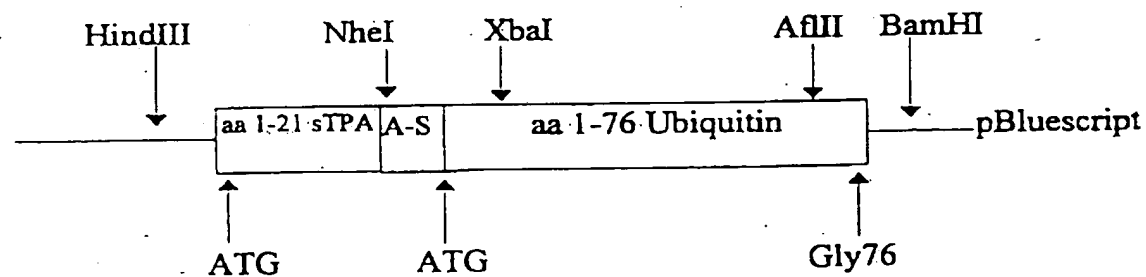 HindIII NheI XbaI AflII BamHI
aa 1-21 sTPA A-S aa 1-76 Ubiquitin pBluescript
ATG ATG Gly76